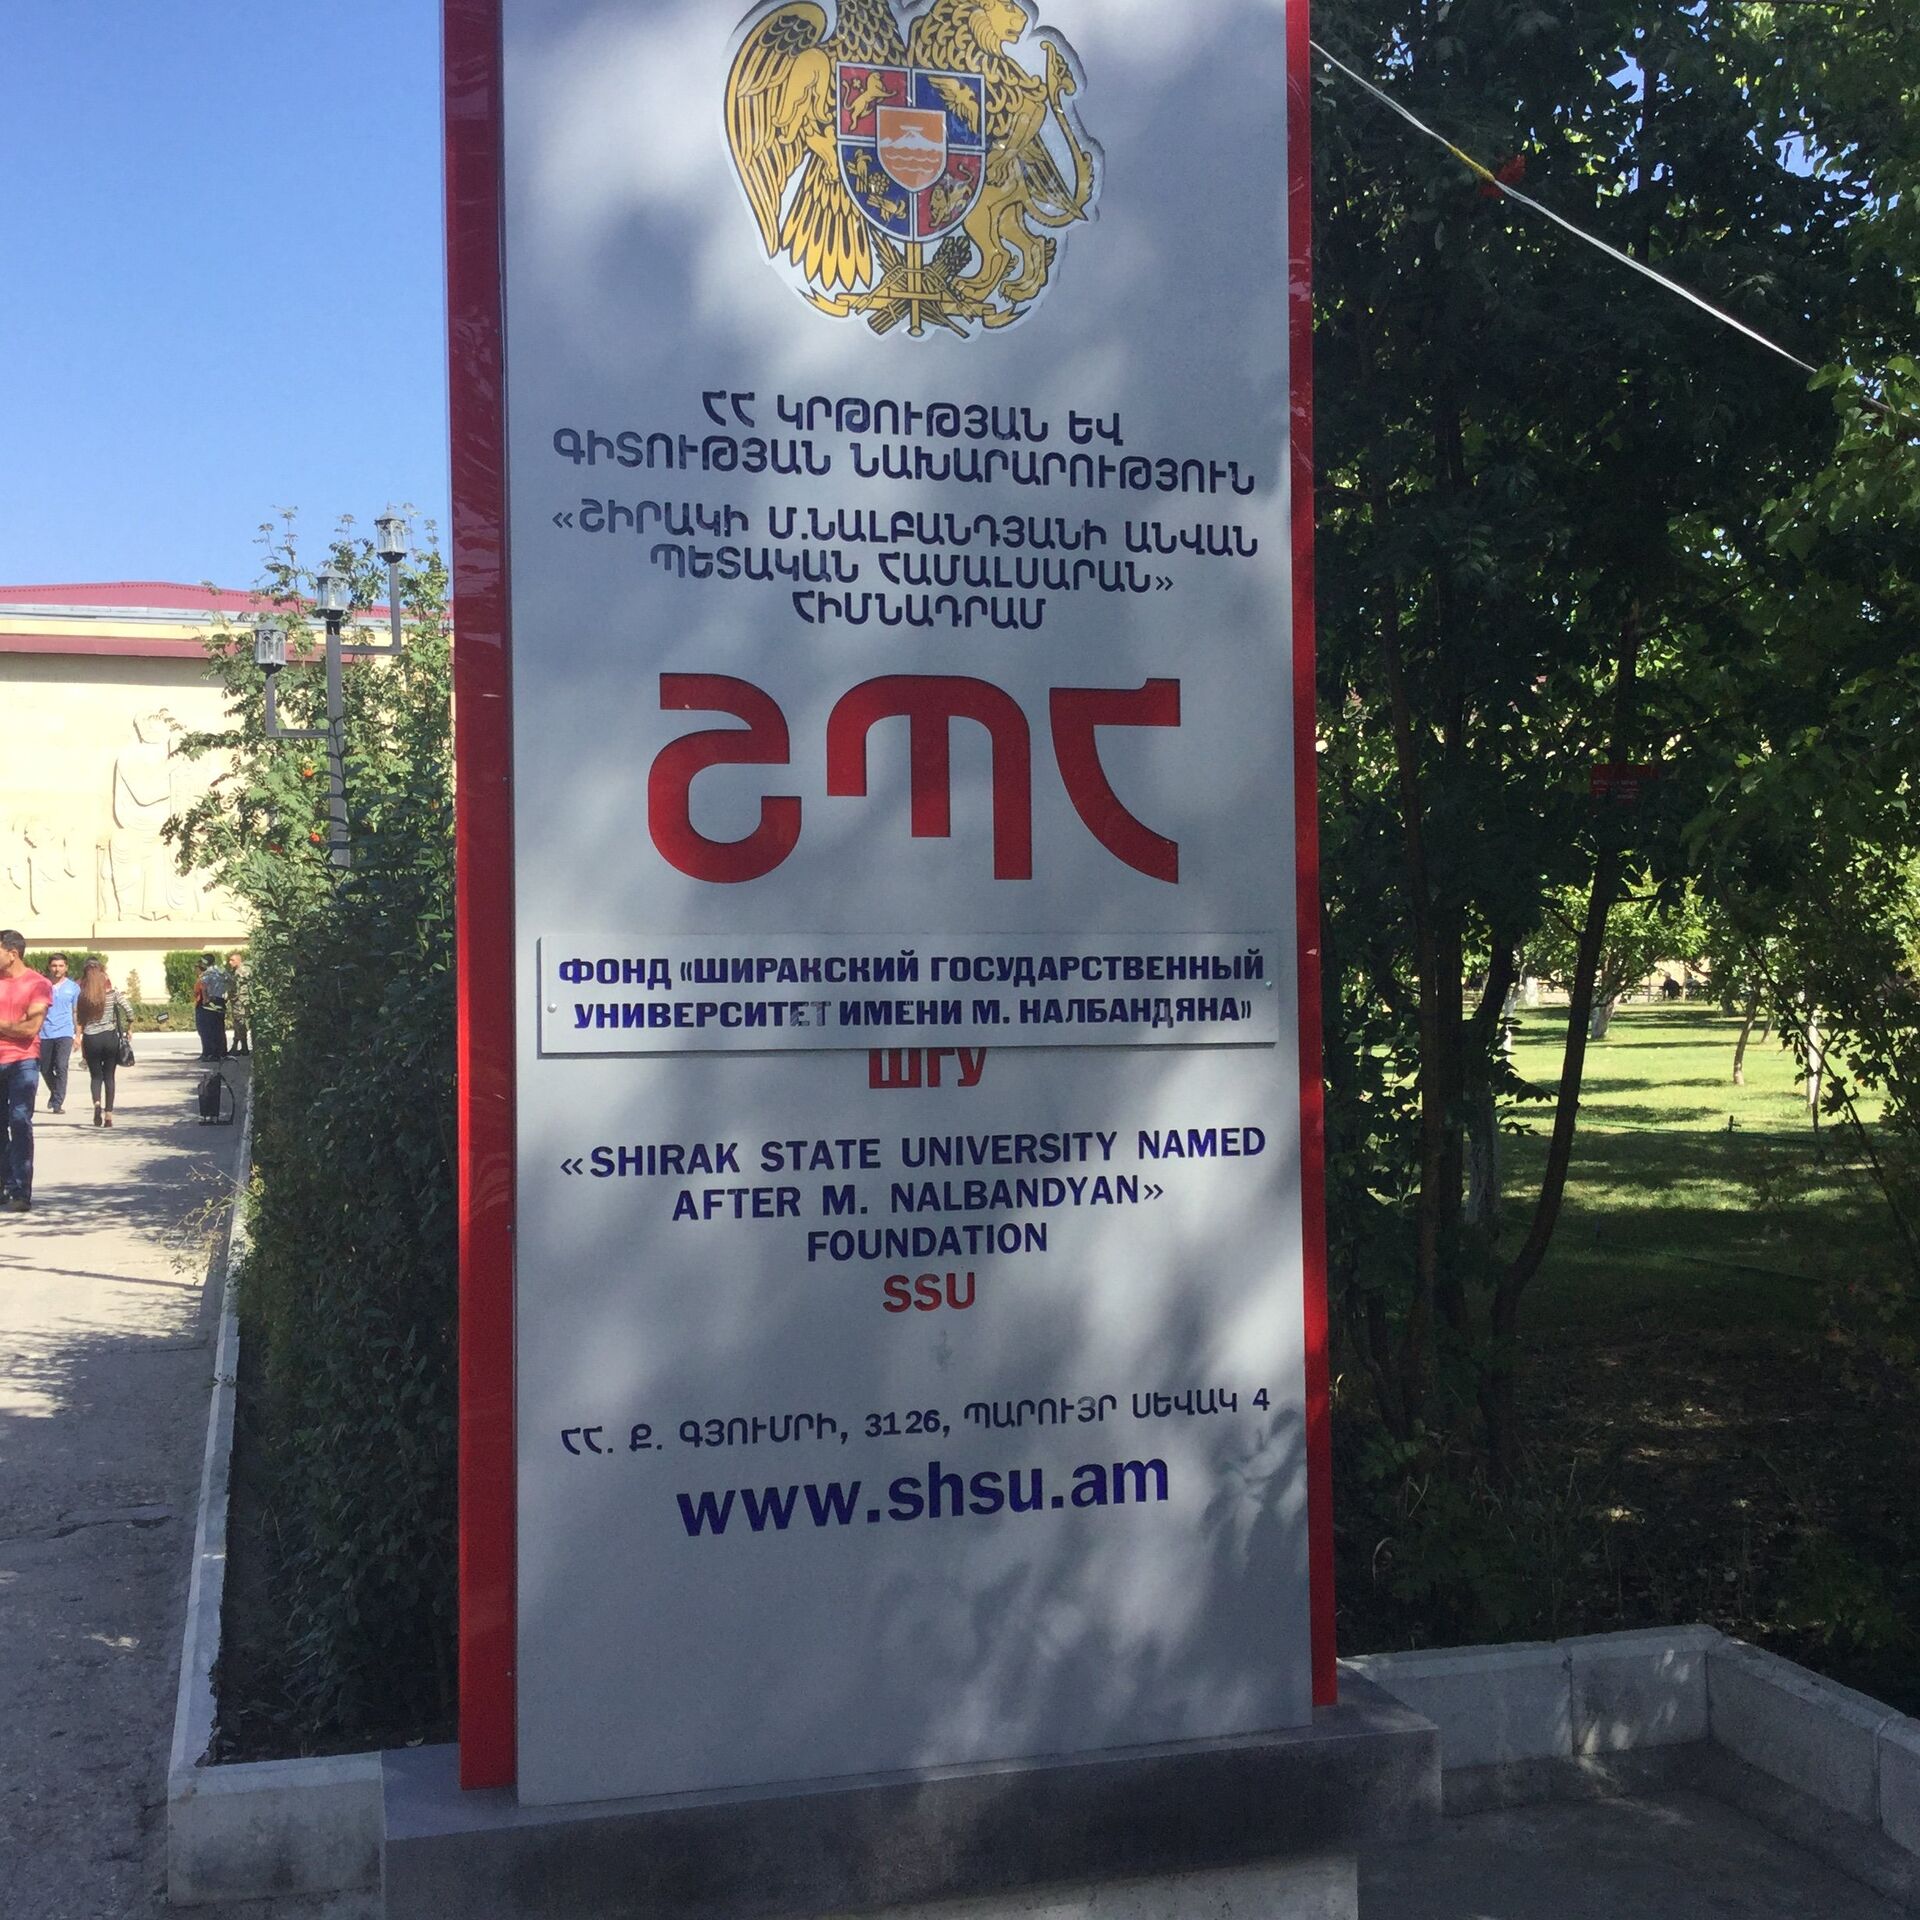 ՀՀ ԿՐԹՈՒԹՅԱՆ ԵՎ
ԳԻՏՈՒԹՅԱՆ ՆԱԽԱՐԱՐՈՒԹՅՈՒՆ
«ՇԻՐԱԿԻ Մ.ՆԱԼԲԱՆԴՅԱՆԻ ԱՆՎԱՆ
ՊԵՏԱԿԱՆ ՀԱՄԱԼՍԱՐԱՆ»
ՀԻՄՆԱԴՐԱՄ
ՇՊՀ
ФОНД «ШИРАКСКИЙ ГОСУДАРСТВЕННЫЙ
УНИВЕРСИТЕТ ИМЕНИ М. НАЛБАНДЯНА»
ШГУ
«SHIRAK STATE UNIVERSITY NAMED
AFTER M. NALBANDYAN»
FOUNDATION
SSU
ՀՀ. Ք. ԳՅՈՒՄՐԻ, 3126, ՊԱՐՈՒՅՐ ՍԵՎԱԿ 4
www.shsu.am